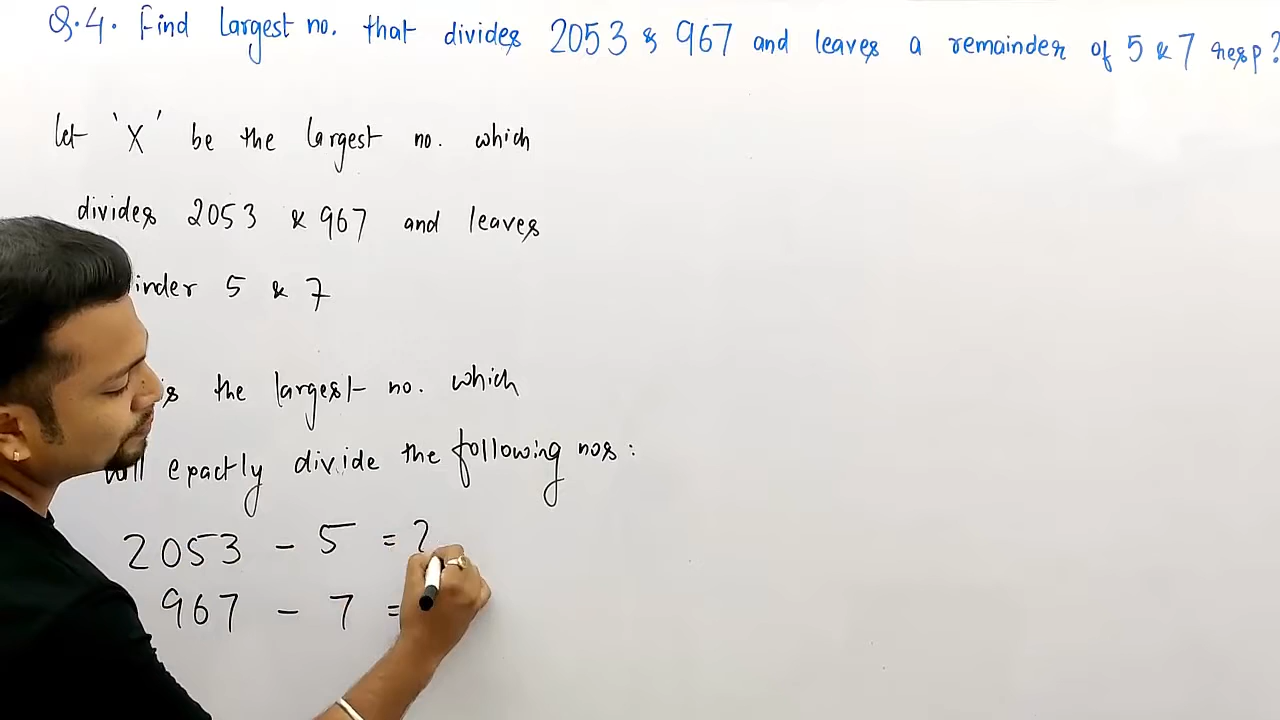 Q.4. Find largest no. that divides 2053 & 967 and leaves a remainder of 5 & 7 resp?
let 'X' be the largest no. which
divides 2053 & 967 and leaves
inder 5 & 7
the largest no. which
will epactly divide the following nos:
2053 - 5 = 2
967 - 7 =